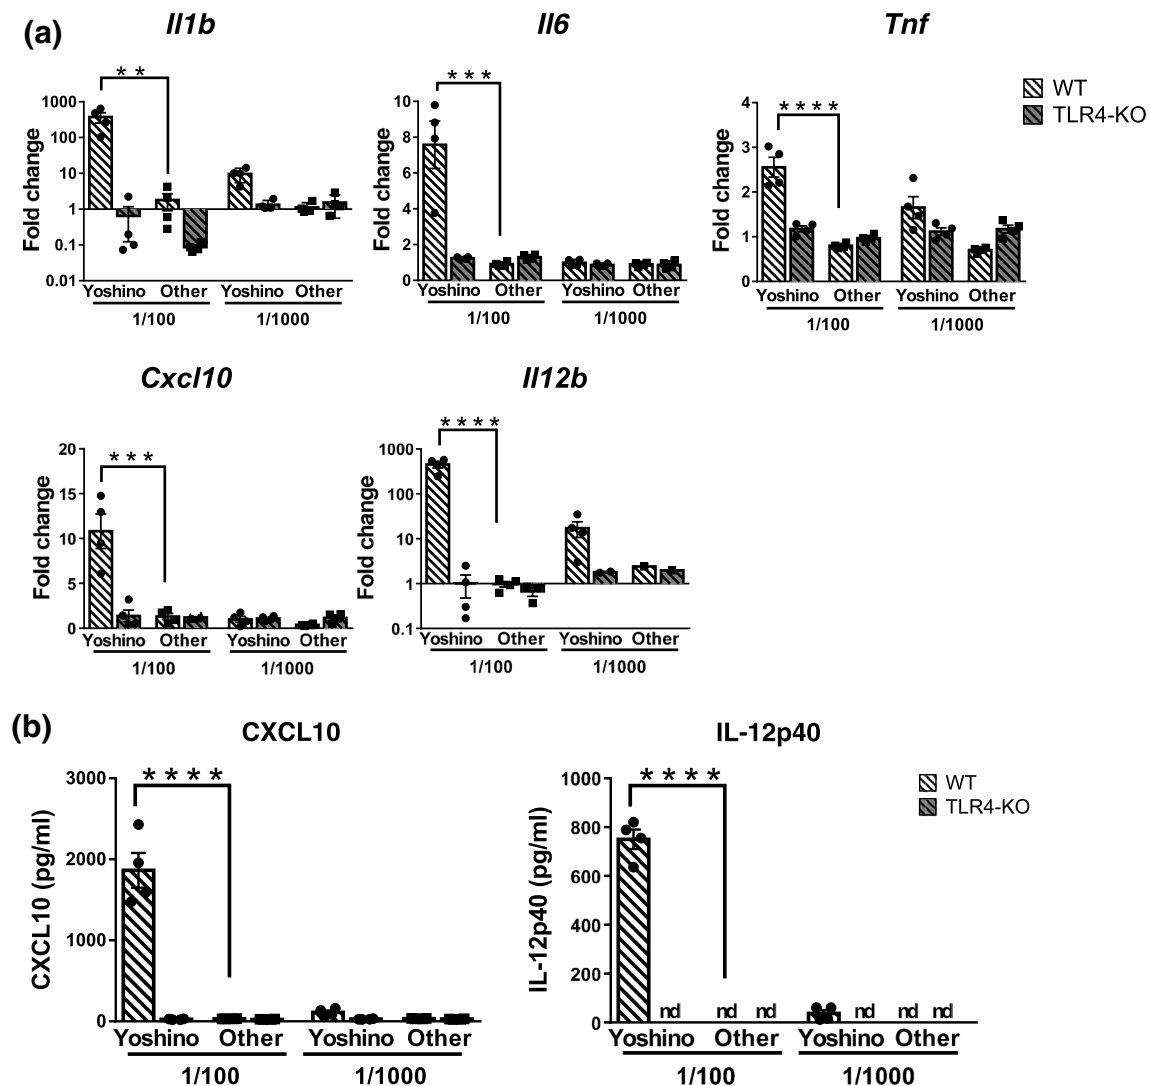 (a)
Il1b
Il6
Tnf
WT
TLR4-KO
* *
* * *
* * * *
Fold change
1000
100
10
1
0.1
0.01
Yoshino Other Yoshino Other
1/100 1/1000
Fold change
10
8
6
4
2
0
Yoshino Other Yoshino Other
1/100 1/1000
Fold change
4
3
2
1
0
Yoshino Other Yoshino Other
1/100 1/1000
Cxcl10
Il12b
* * *
* * * *
Fold change
20
15
10
5
0
Yoshino Other Yoshino Other
1/100 1/1000
Fold change
1000
100
10
1
0.1
Yoshino Other Yoshino Other
1/100 1/1000
(b)
CXCL10
IL-12p40
WT
TLR4-KO
* * * *
* * * *
CXCL10 (pg/ml)
3000
2000
1000
0
Yoshino Other Yoshino Other
1/100 1/1000
IL-12p40 (pg/ml)
1000
800
600
400
200
0
nd nd nd nd nd nd
Yoshino Other Yoshino Other
1/100 1/1000